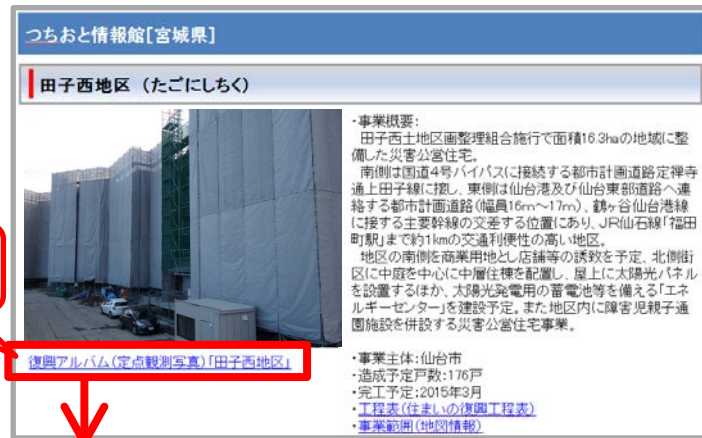 つちおと情報館[宮城県]
田子西地区 (たごにしちく)
・事業概要:
田子西土地区画整理組合施行で面積16.3haの地域に整
備した災害公営住宅。
南側は国道4号バイパスに接続する都市計画道路定禅寺
通上田子線に接し、東側は仙台港及び仙台東部道路へ連
絡する都市計画道路(幅員16m~17m)、鶴ヶ谷仙台港線
に接する主要幹線の交差する位置にあり、JR仙石線「福田
町駅」まで約1kmの交通利便性の高い地区。
地区の南側を商業用地とし店舗等の誘致を予定、北側街
区に中庭を中心に中層住棟を配置し、屋上に太陽光パネル
を設置するほか、太陽光発電用の蓄電池等を備える「エネ
ルギーセンター」を建設予定。また地区内に障害児親子通
園施設を併設する災害公営住宅事業。
復興アルバム(定点観測写真)「田子西地区」
・事業主体:仙台市
・造成予定戸数:176戸
・完工予定:2015年3月
・工程表(住まいの復興工程表)
・事業範囲(地図情報)